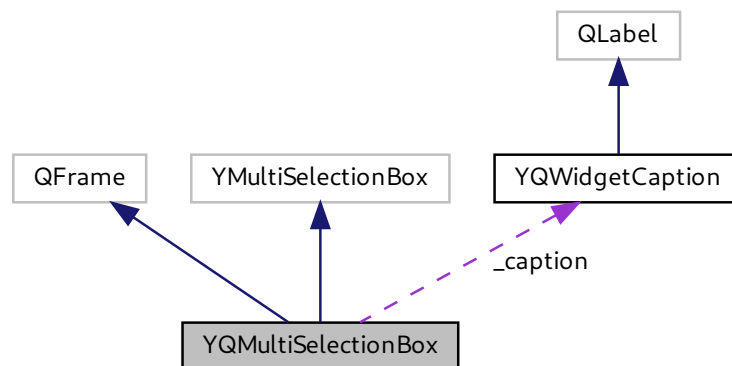 QLabel
QFrame
YMultiSelectionBox
YQWidgetCaption
_caption
YQMultiSelectionBox